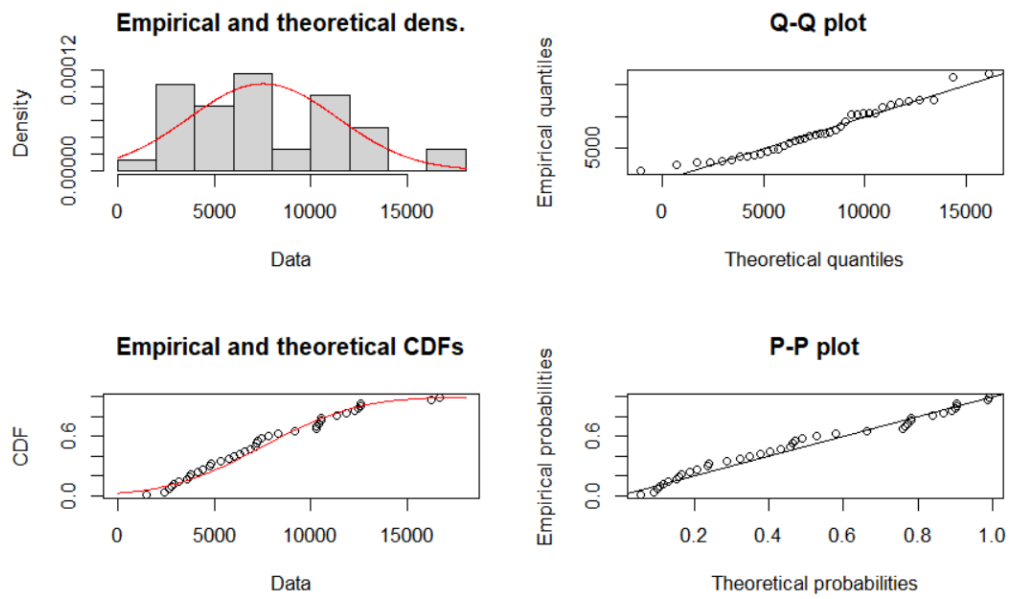 Empirical and theoretical dens.
Density
0.00000
0.00012
0
5000
10000
15000
Data
Q-Q plot
Empirical quantiles
5000
0
5000
10000
15000
Theoretical quantiles
Empirical and theoretical CDFs
CDF
0.0
0.6
0
5000
10000
15000
Data
P-P plot
Empirical probabilities
0.0
0.6
0.2
0.4
0.6
0.8
1.0
Theoretical probabilities